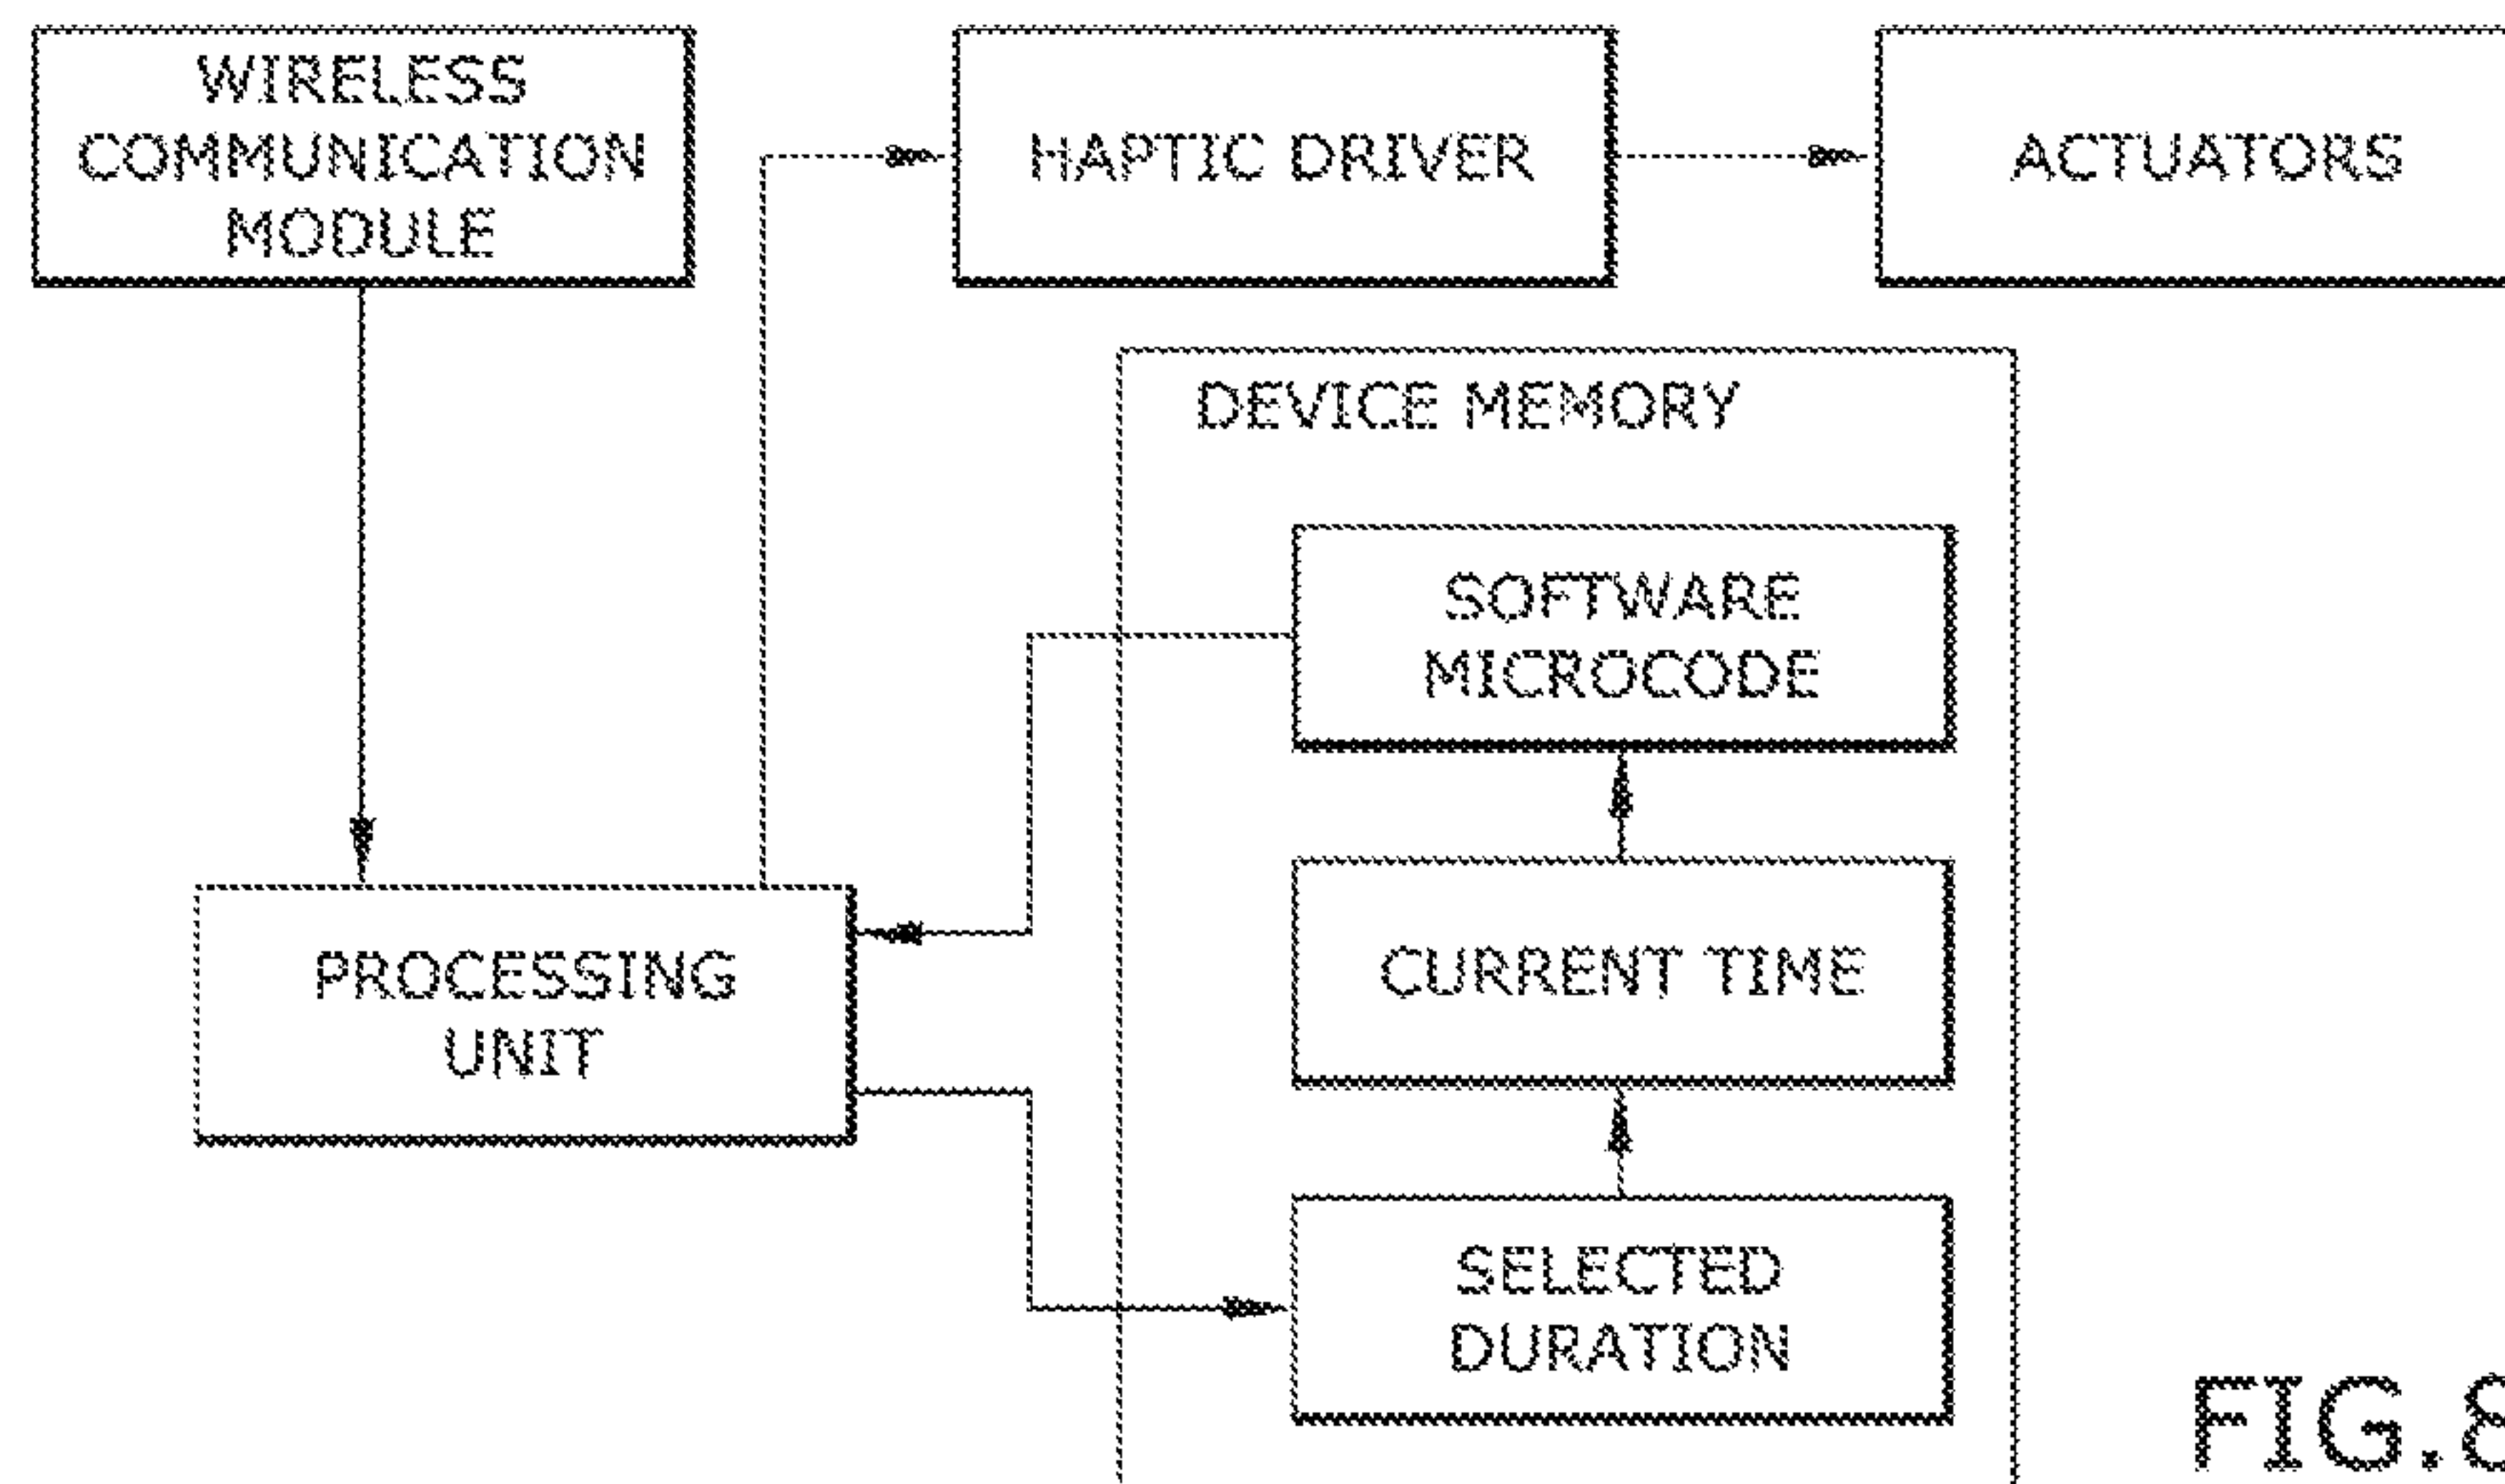 WIRELESS
COMMUNICATION
MODULE
HAPTIC DRIVER
ACTUATORS
DEVICE MEMORY
SOFTWARE
MICROCODE
CURRENT TIME
PROCESSING
UNIT
SELECTED
DURATION
FIG.8